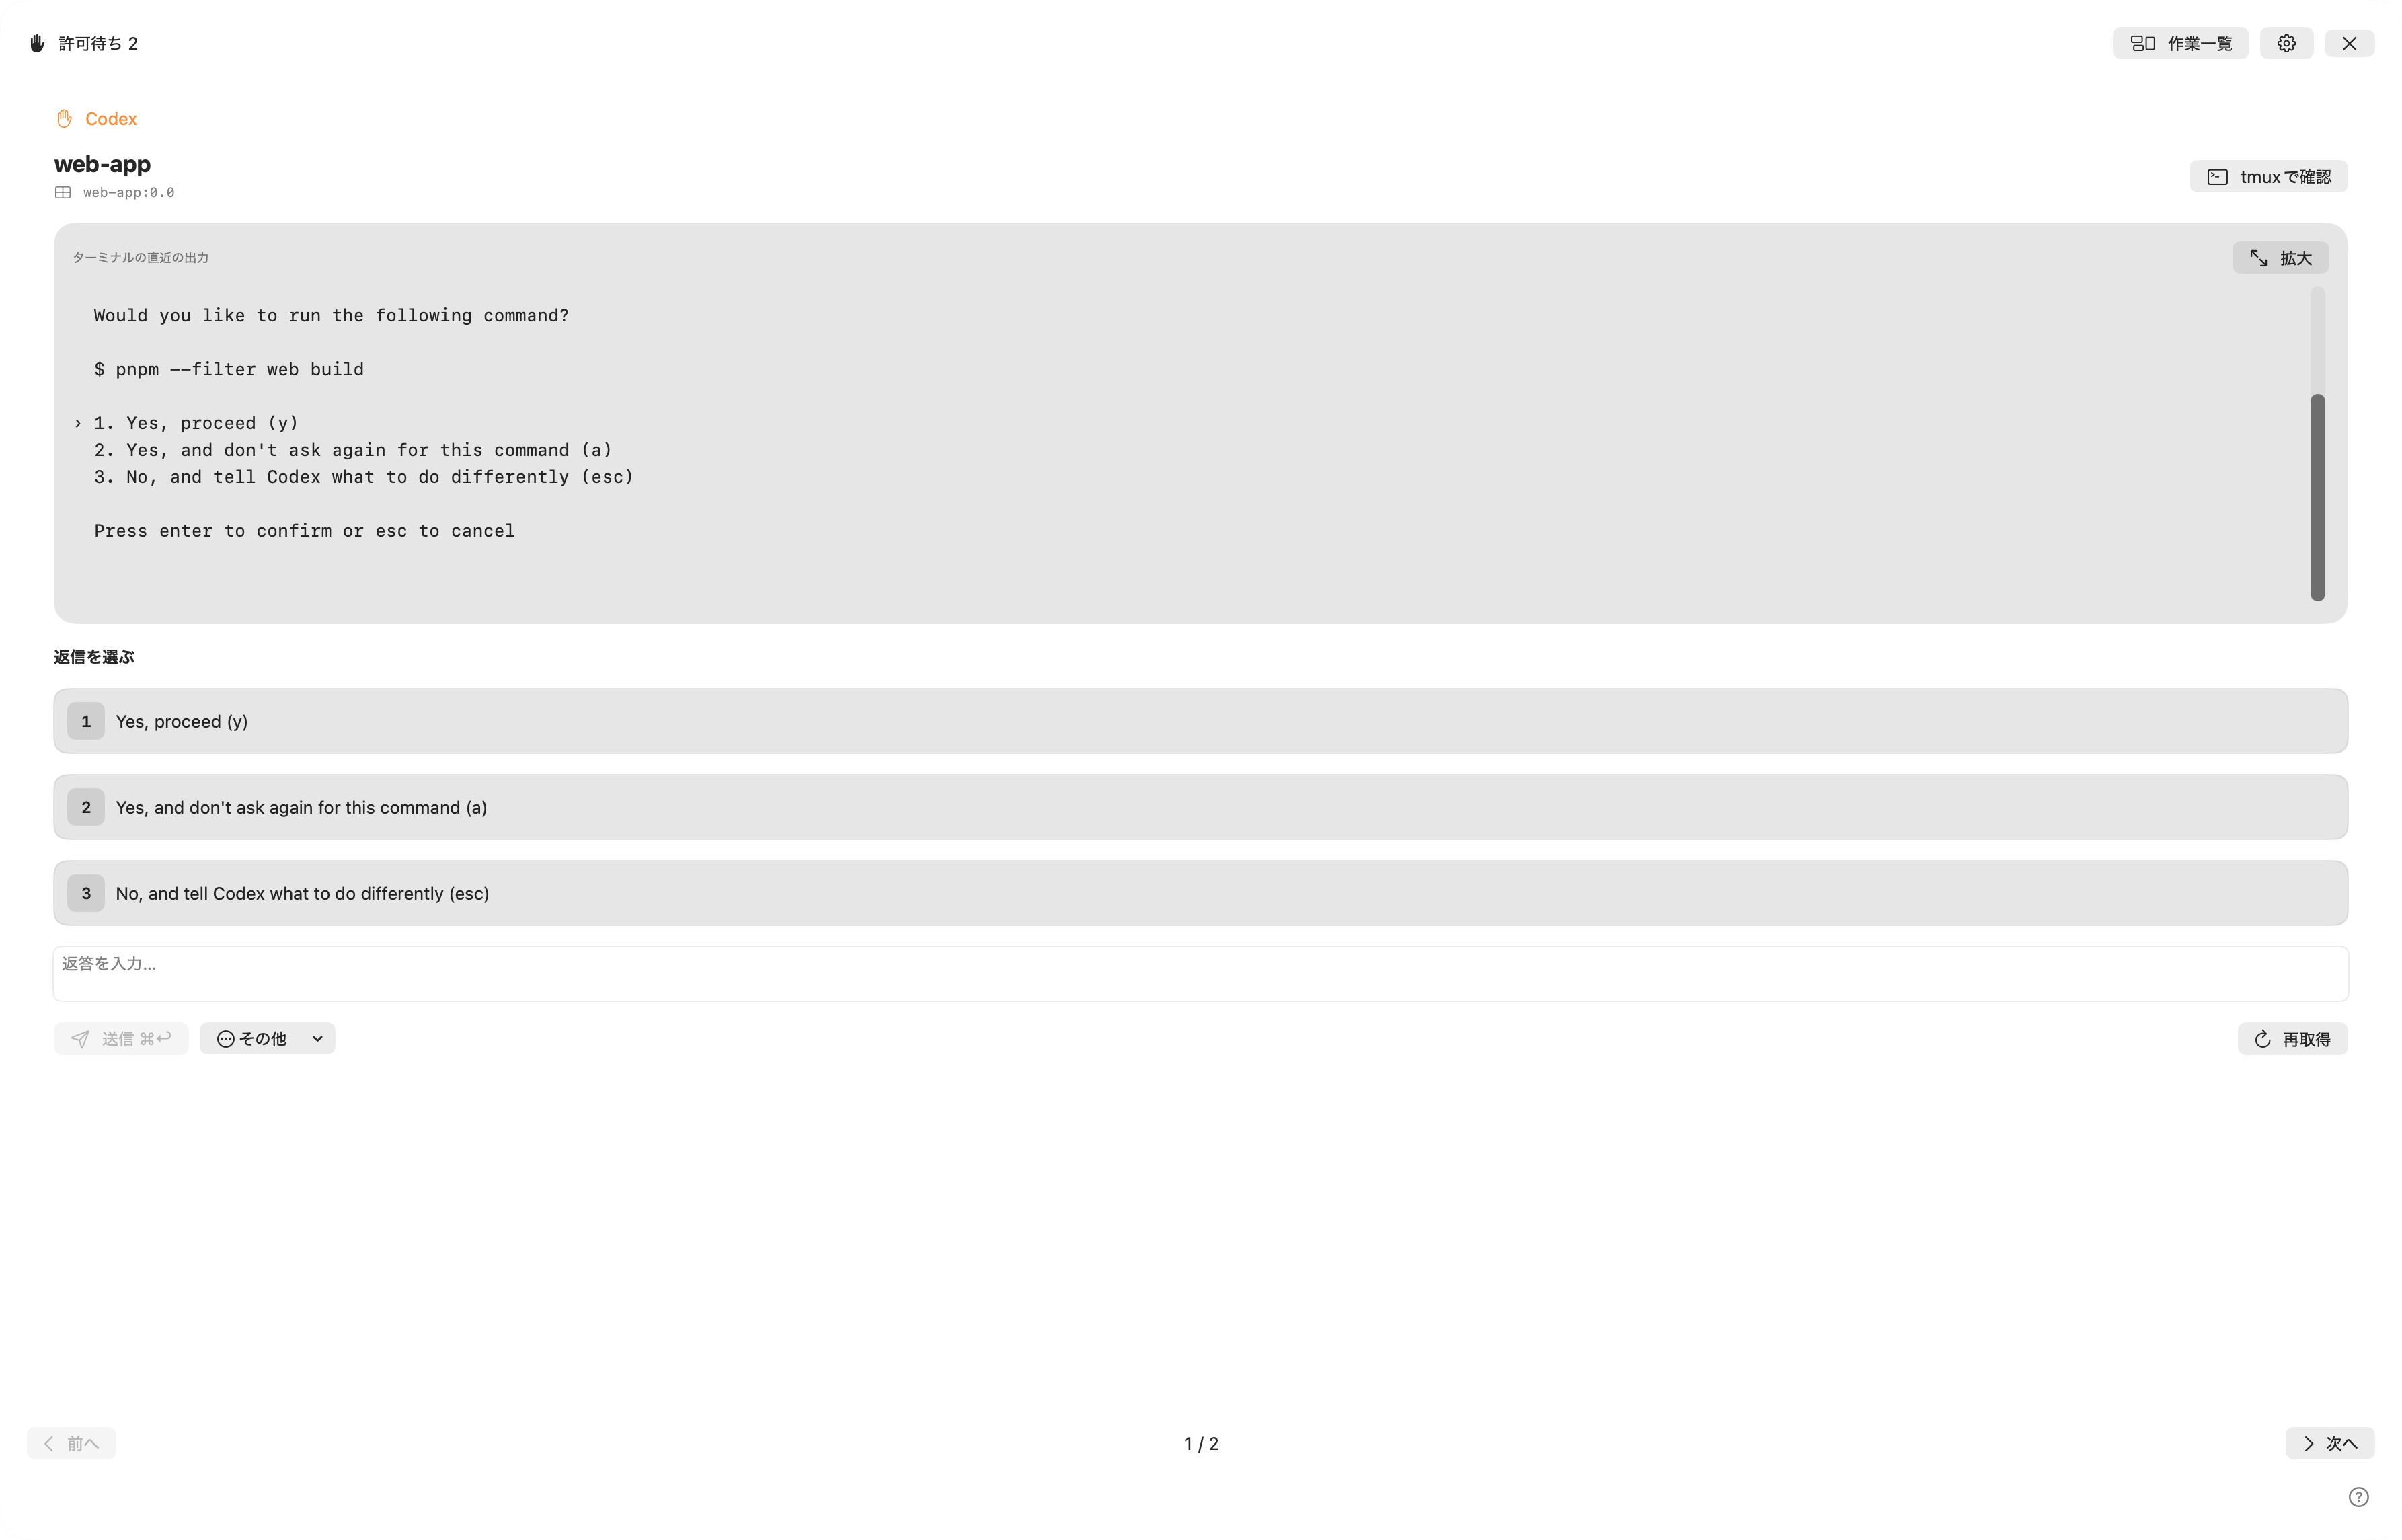 許可待ち 2
作業一覧
Codex
web-app
web-app:0.0
tmuxで確認
ターミナルの直近の出力
拡大
Would you like to run the following command?
$ pnpm --filter web build
› 1. Yes, proceed (y)
2. Yes, and don't ask again for this command (a)
3. No, and tell Codex what to do differently (esc)
Press enter to confirm or esc to cancel
返信を選ぶ
1 Yes, proceed (y)
2 Yes, and don't ask again for this command (a)
3 No, and tell Codex what to do differently (esc)
返答を入力...
送信 ⌘↩
その他
再取得
前へ
1 / 2
次へ
?